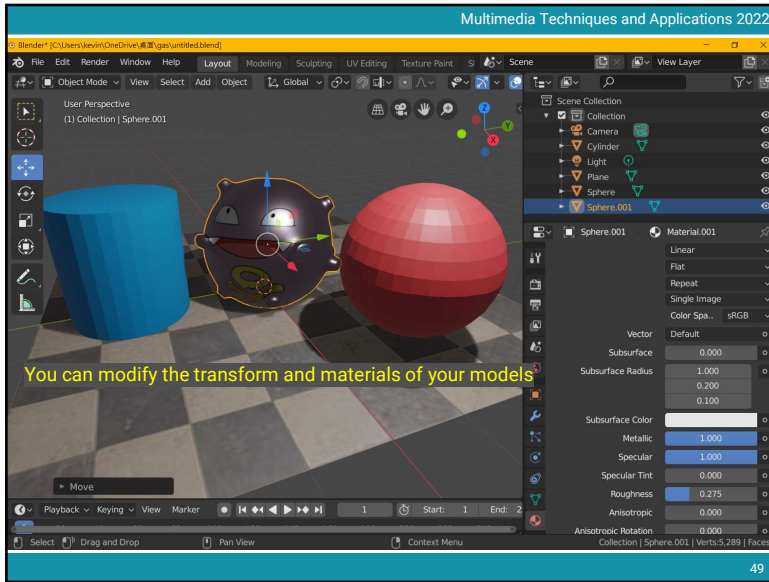 Multimedia Techniques and Applications 2022
Blender* [C:\Users\kevin\OneDrive\桌面\gas\untitled.blend]
File Edit Render Window Help Layout Modeling Sculpting UV Editing Texture Paint Scene View Layer
Object Mode View Select Add Object Global
User Perspective
(1) Collection | Sphere.001
Z
Y
X
Scene Collection
Collection
Camera
Cylinder
Light
Plane
Sphere
Sphere.001
Sphere.001 Material.001
Linear
Flat
Repeat
Single Image
Color Spa.. sRGB
Vector Default
Subsurface 0.000
Subsurface Radius 1.000
0.200
0.100
Subsurface Color
Metallic 1.000
Specular 1.000
Specular Tint 0.000
Roughness 0.275
Anisotropic 0.000
Anisotropic Rotation 0.000
You can modify the transform and materials of your models
Move
Playback Keying View Marker 1 Start: 1 End: 2
Select Drag and Drop Pan View Context Menu Collection | Sphere.001 | Verts:5,289 | Faces
49